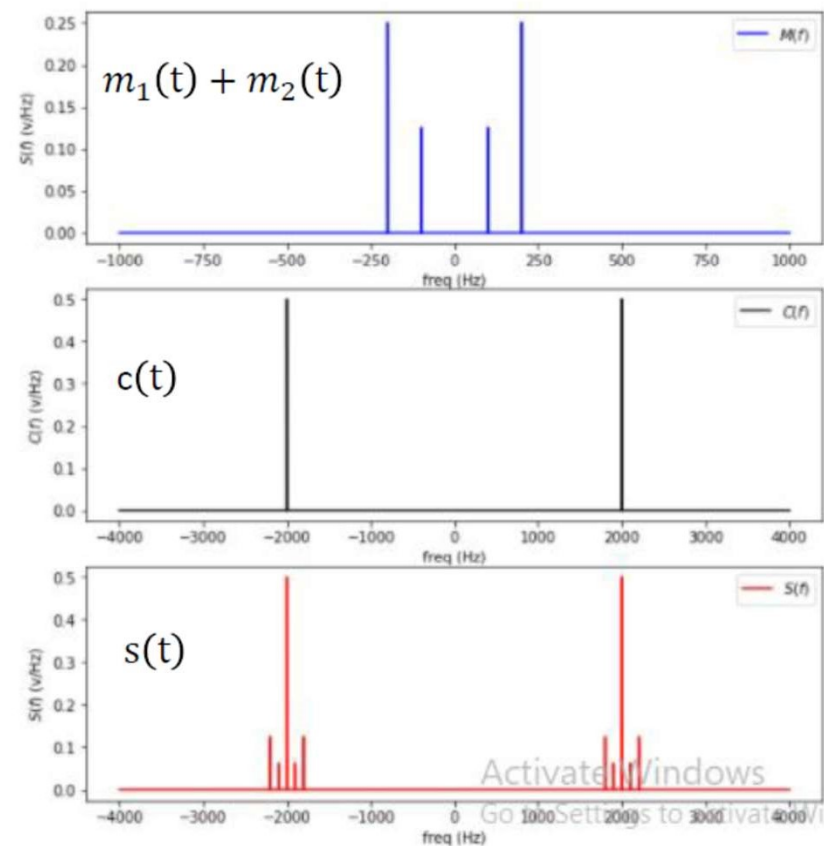 0.25
M(f)
0.20
m₁(t) + m₂(t)
0.15
S(f) (v/Hz)
0.10
0.05
0.00
−1000 −750 −500 −250 0 250 500 750 1000
freq (Hz)
0.5
C(f)
0.4
c(t)
0.3
C(f) (v/Hz)
0.2
0.1
0.0
−4000 −3000 −2000 −1000 0 1000 2000 3000 4000
freq (Hz)
0.5
S(f)
0.4
s(t)
0.3
S(f) (v/Hz)
0.2
0.1
Activate Windows
0.0
Go to Settings to activate Wi
−4000 −3000 −2000 −1000 0 1000 2000 3000 4000
freq (Hz)